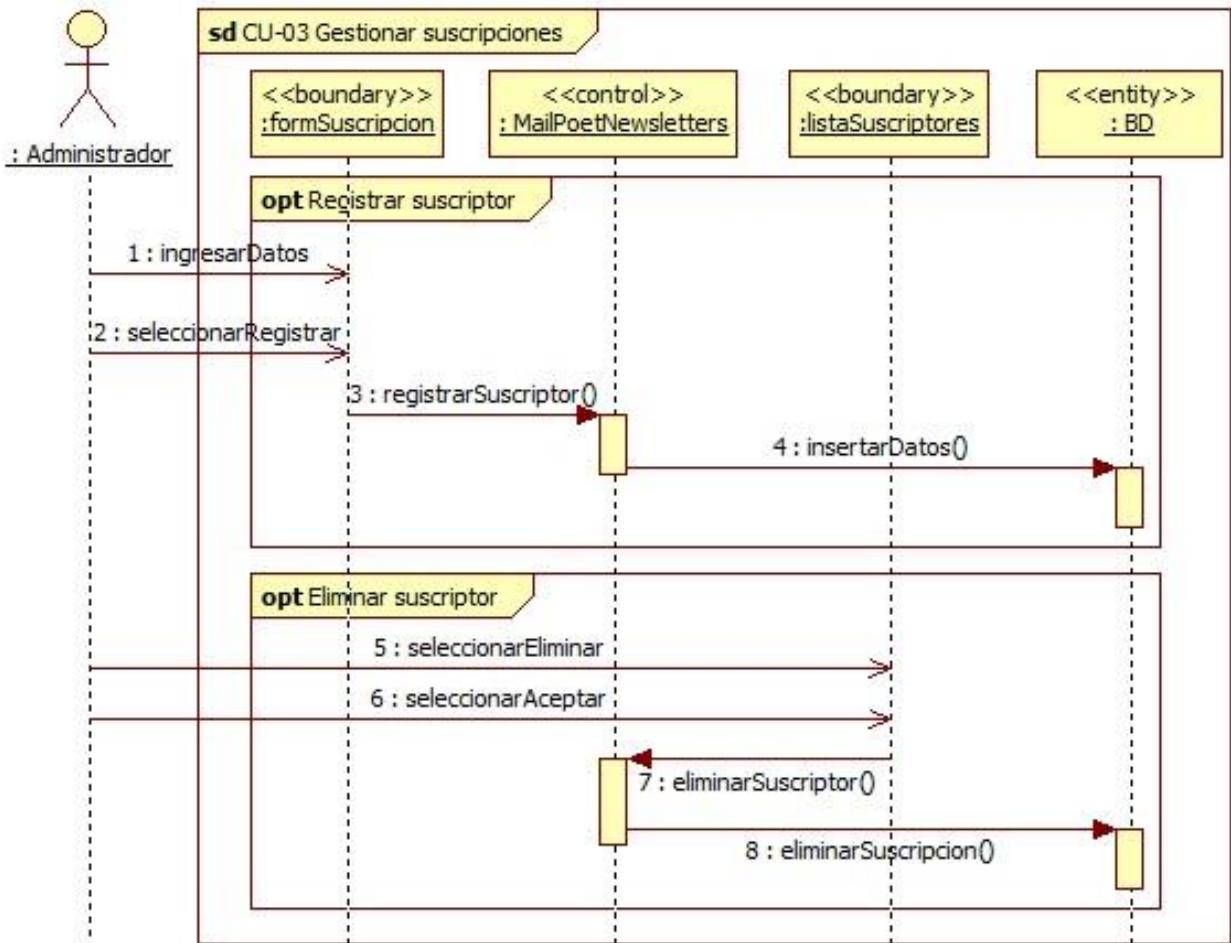 sd CU-03 Gestionar suscripciones
<<boundary>>
:formSuscripcion
<<control>>
: MailPoetNewsletters
<<boundary>>
:listaSuscriptores
<<entity>>
: BD
: Administrador
opt Registrar suscriptor
1 : ingresarDatos
2 : seleccionarRegistrar
3 : registrarSuscriptor()
4 : insertarDatos()
opt Eliminar suscriptor
5 : seleccionarEliminar
6 : seleccionarAceptar
7 : eliminarSuscriptor()
8 : eliminarSuscripcion()